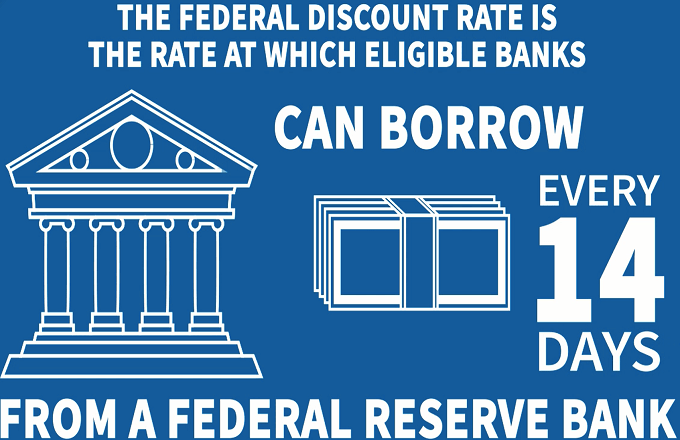 THE FEDERAL DISCOUNT RATE IS
THE RATE AT WHICH ELIGIBLE BANKS
CAN BORROW
EVERY
14
DAYS
FROM A FEDERAL RESERVE BANK